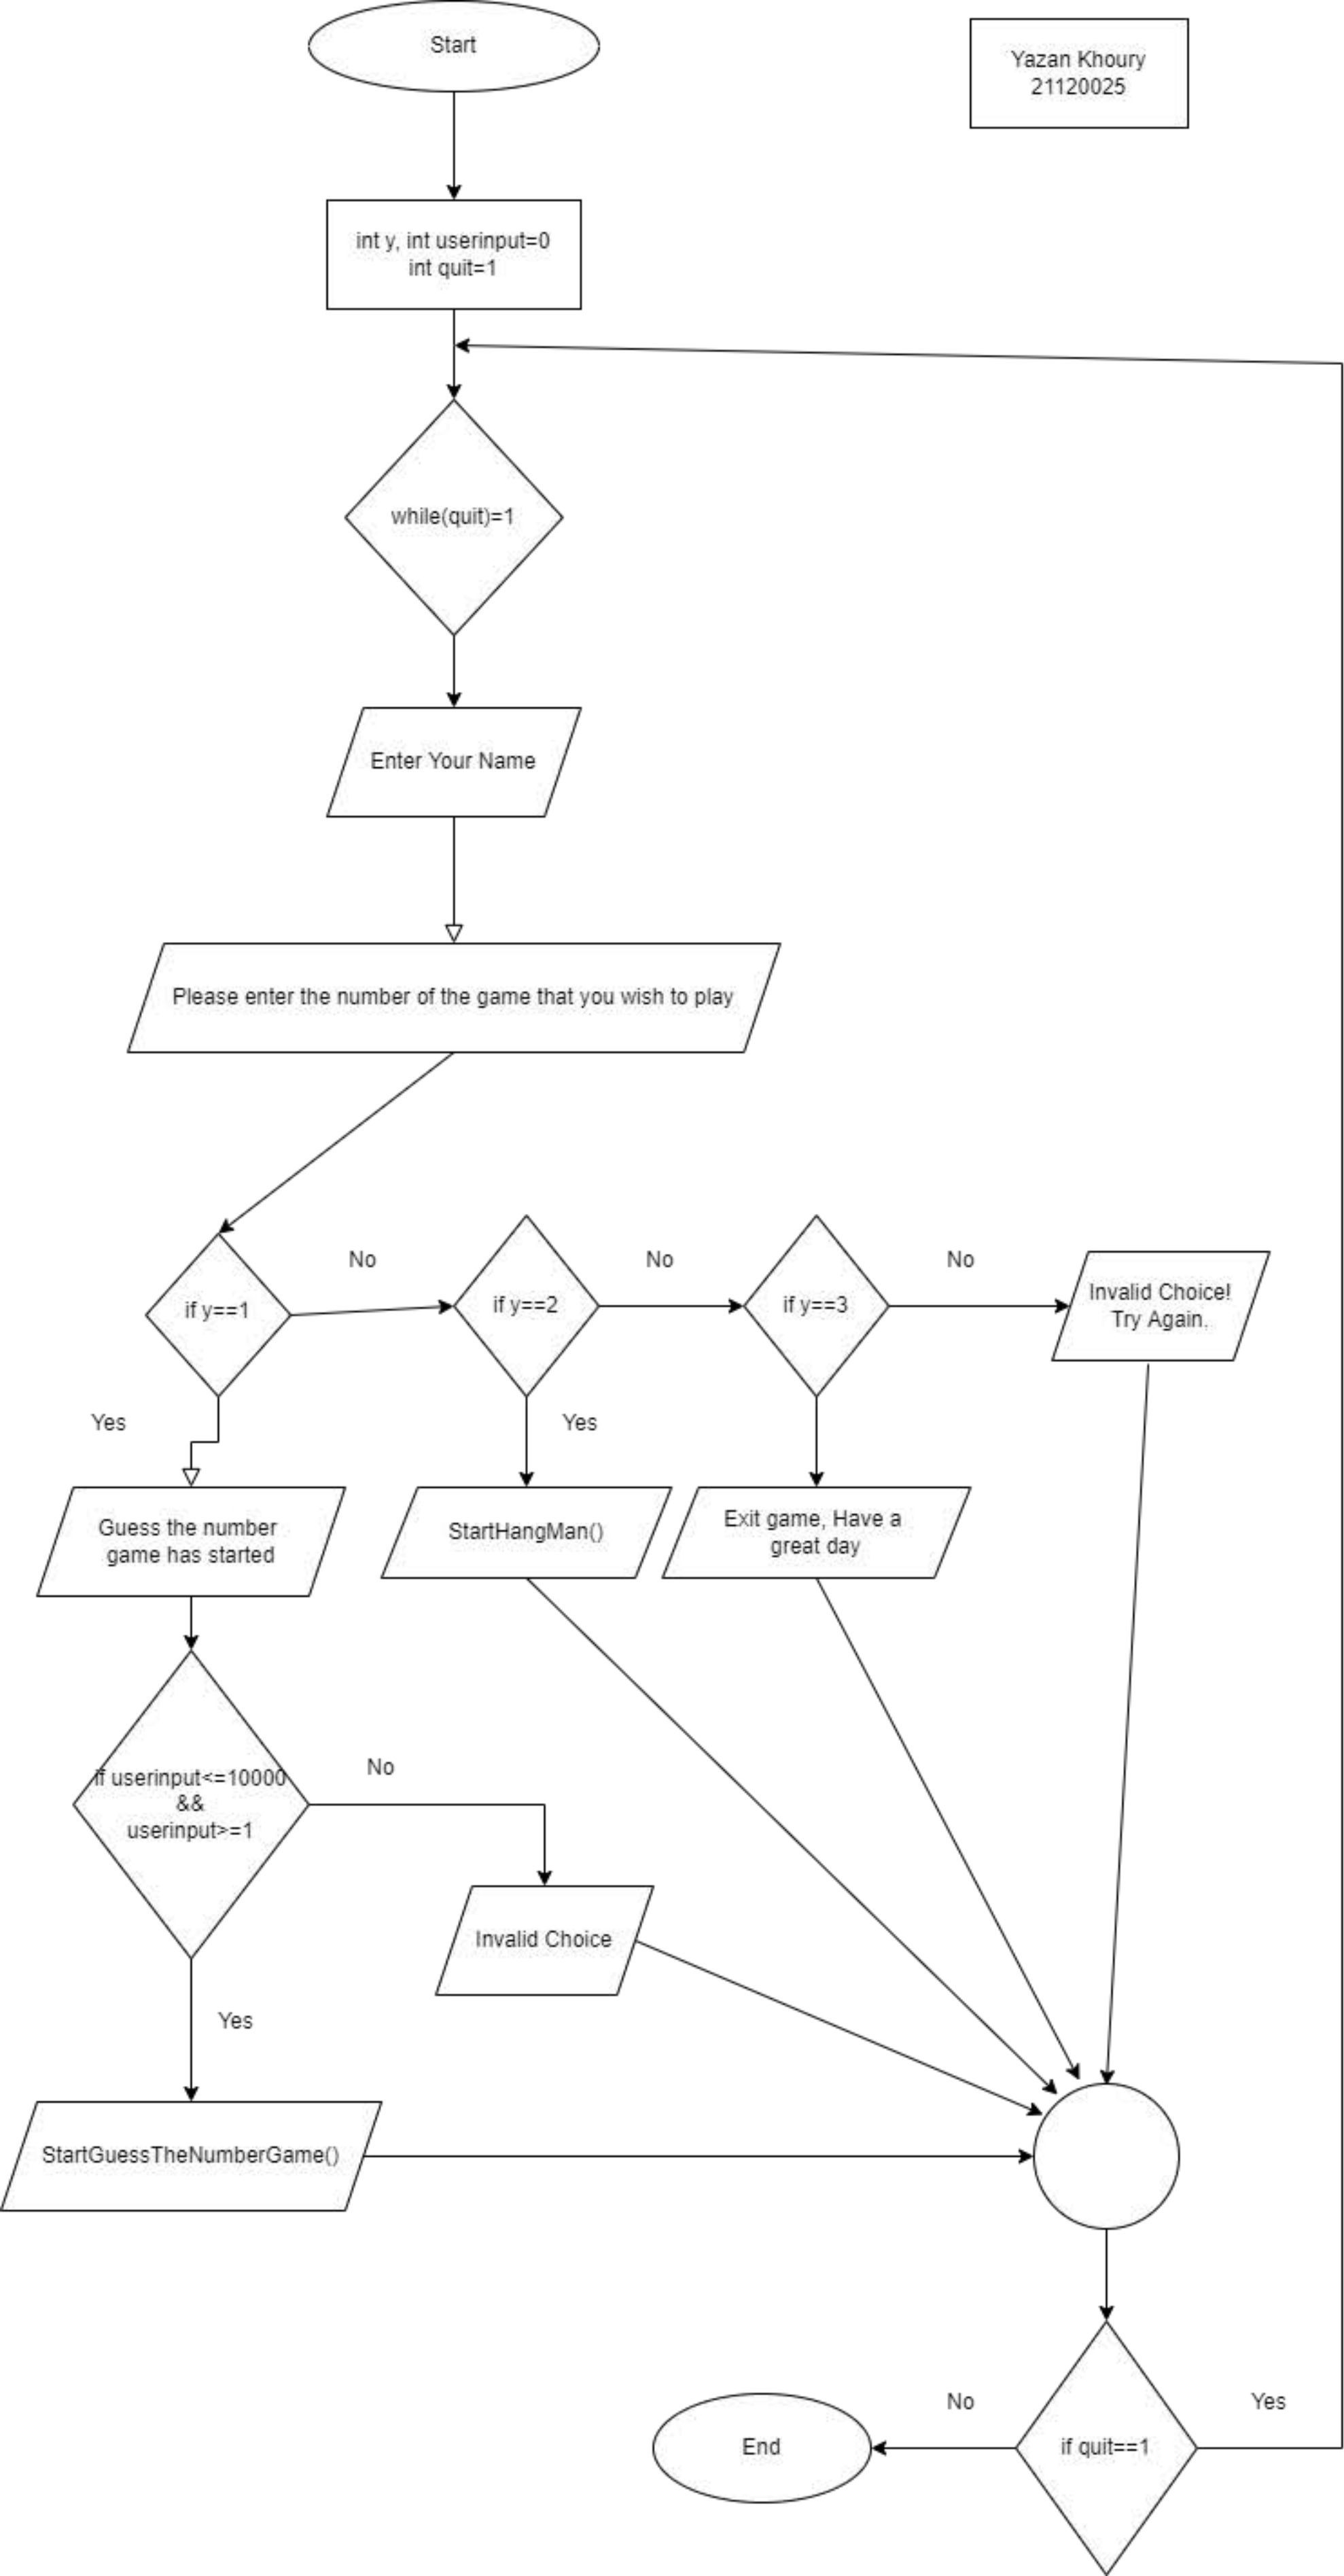 Start
Yazan Khoury
21120025
int y, int userinput=0
int quit=1
while(quit)=1
Enter Your Name
Please enter the number of the game that you wish to play
if y==1
No
if y==2
No
if y==3
No
Invalid Choice!
Try Again.
Yes
Yes
Guess the number
game has started
StartHangMan()
Exit game, Have a
great day
if userinput<=10000
&&
userinput>=1
No
Invalid Choice
Yes
StartGuessTheNumberGame()
No
Yes
End
if quit==1